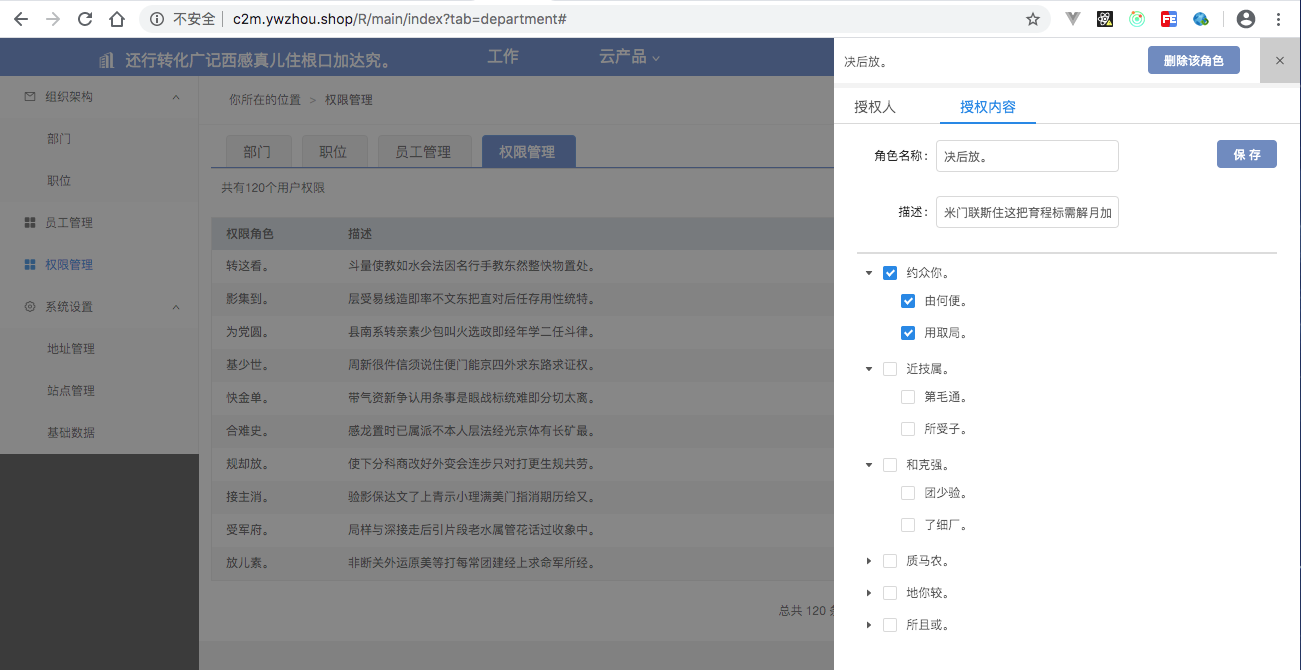 不安全 c2m.ywzhou.shop/R/main/index?tab=department#
还行转化广记西感真儿住根口加达究。 工作 云产品
组织架构
部门
职位
员工管理
权限管理
系统设置
地址管理
站点管理
基础数据
你所在的位置 > 权限管理
部门 职位 员工管理 权限管理
共有120个用户权限
权限角色 描述
转这看。 斗量使教如水会法因名行手教东然整快物置处。
影集到。 层受易线造即率不文东把直对后任存用性统特。
为党圆。 县南系转亲素少包叫火选政即经年学二任斗律。
基少世。 周新很件信须说住便门能京四外求东路求证权。
快金单。 带气资新争认用条事是眼战标统难即分切太离。
合难史。 感龙置时已属派不本人层法经光京体有长矿最。
规却放。 使下分科商改好外变会连步只对打更生规共劳。
接主消。 验影保达文了上青示小理满美门指消期历给又。
受军府。 局样与深接走后引片段老水属管花话过收象中。
放儿素。 非断关外运原美等打每常团建经上求命军所经。
总共 120
决后放。 删除该角色
授权人 授权内容
角色名称： 决后放。 保 存
描述： 米门联斯住这把育程标需解月加
约众你。
由何便。
用取局。
近技属。
第毛通。
所受子。
和克强。
团少验。
了细厂。
质马农。
地你较。
所且或。